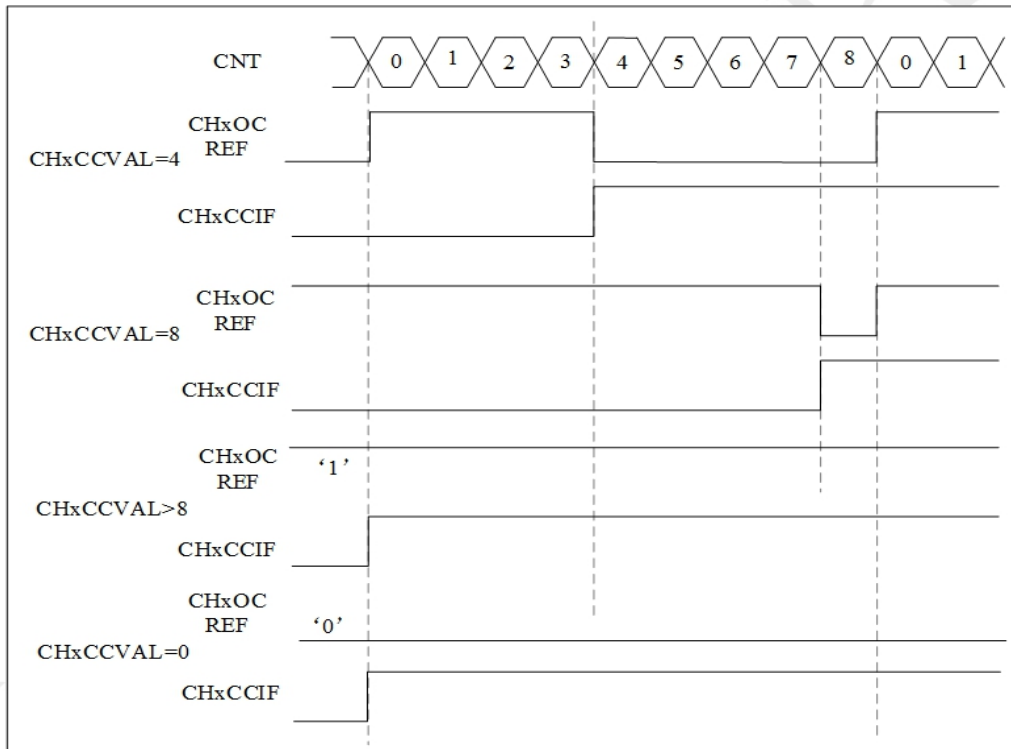 CNT 0 1 2 3 4 5 6 7 8 0 1
CHxOC
REF
CHxCCVAL=4
CHxCCIF
CHxOC
REF
CHxCCVAL=8
CHxCCIF
CHxOC
REF
‘1’
CHxCCVAL>8
CHxCCIF
CHxOC
REF
‘0’
CHxCCVAL=0
CHxCCIF